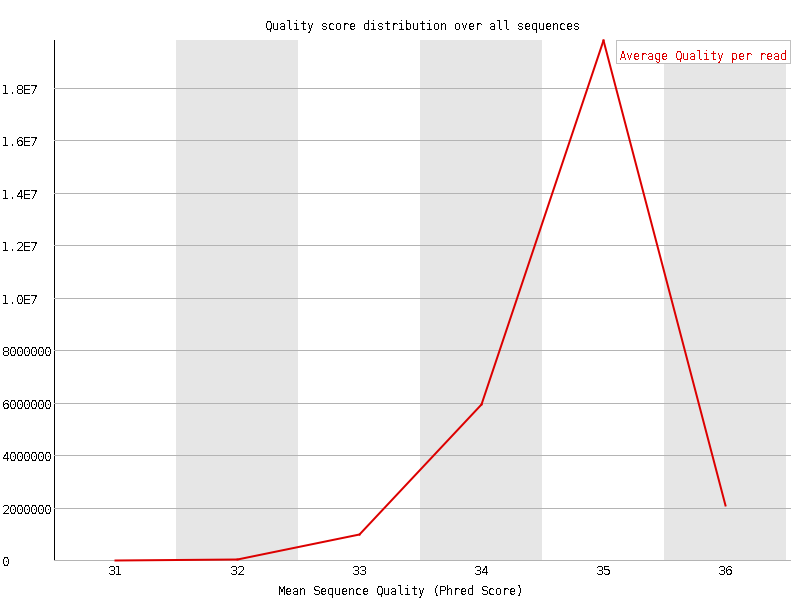 Quality score distribution over all sequences
Average Quality per read
1.8E7
1.6E7
1.4E7
1.2E7
1.0E7
8000000
6000000
4000000
2000000
0
31 32 33 34 35 36
Mean Sequence Quality (Phred Score)